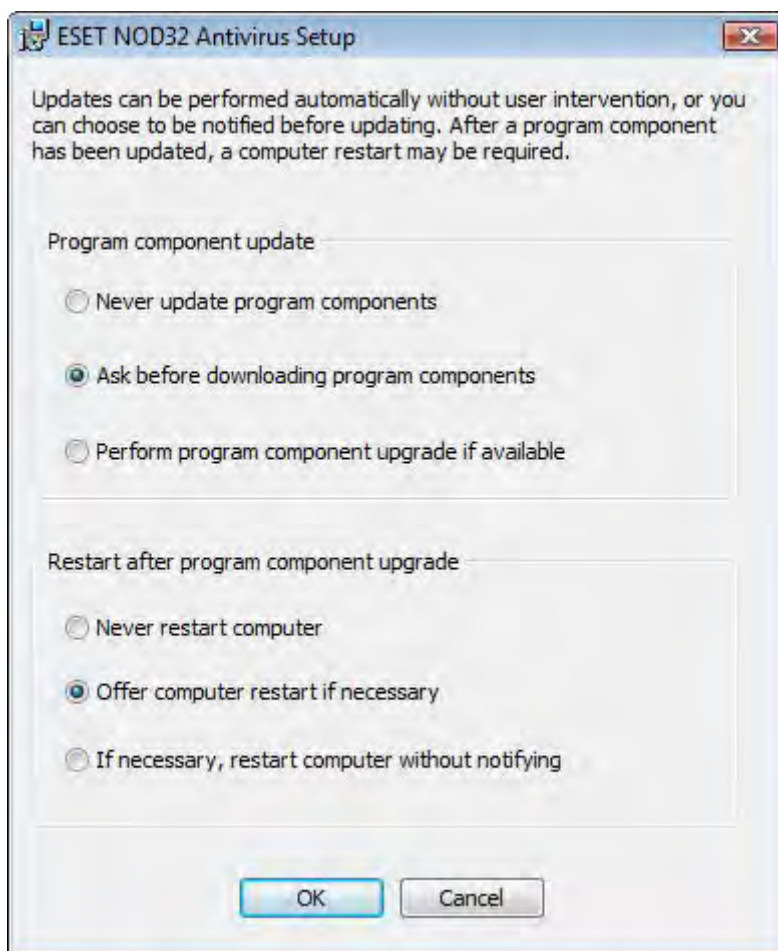 ESET NOD32 Antivirus Setup
Updates can be performed automatically without user intervention, or you
can choose to be notified before updating. After a program component
has been updated, a computer restart may be required.
Program component update
Never update program components
Ask before downloading program components
Perform program component upgrade if available
Restart after program component upgrade
Never restart computer
Offer computer restart if necessary
If necessary, restart computer without notifying
OK
Cancel